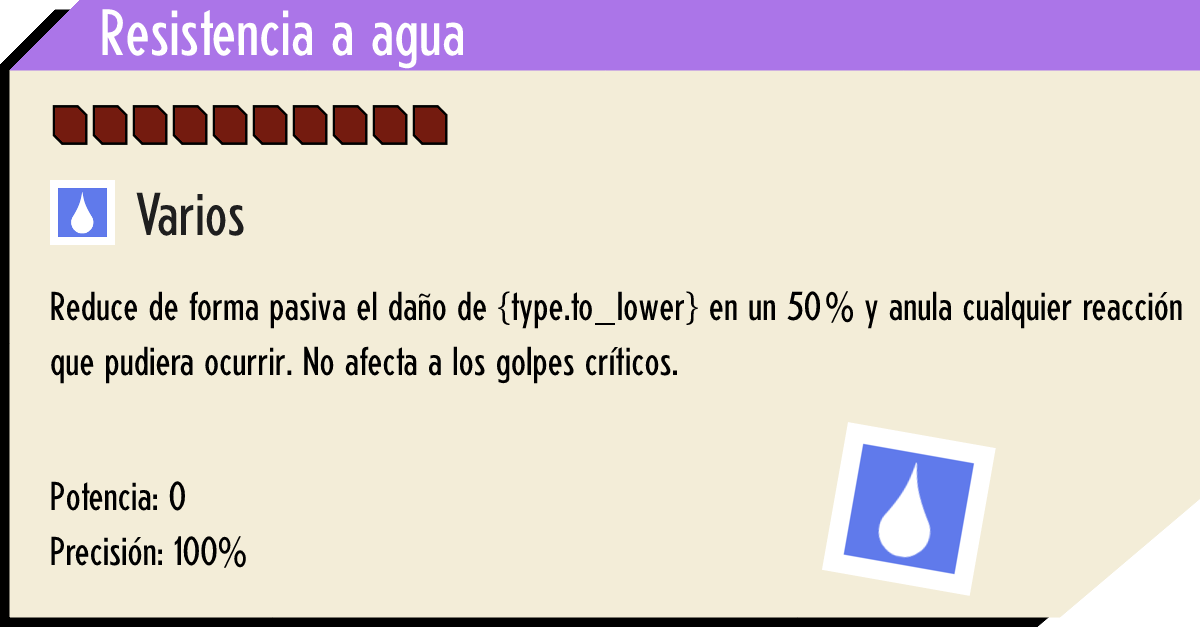 Resistencia a agua
Varios
Reduce de forma pasiva el daño de {type.to_lower} en un 50% y anula cualquier reacción
que pudiera ocurrir. No afecta a los golpes críticos.
Potencia: 0
Precisión: 100%